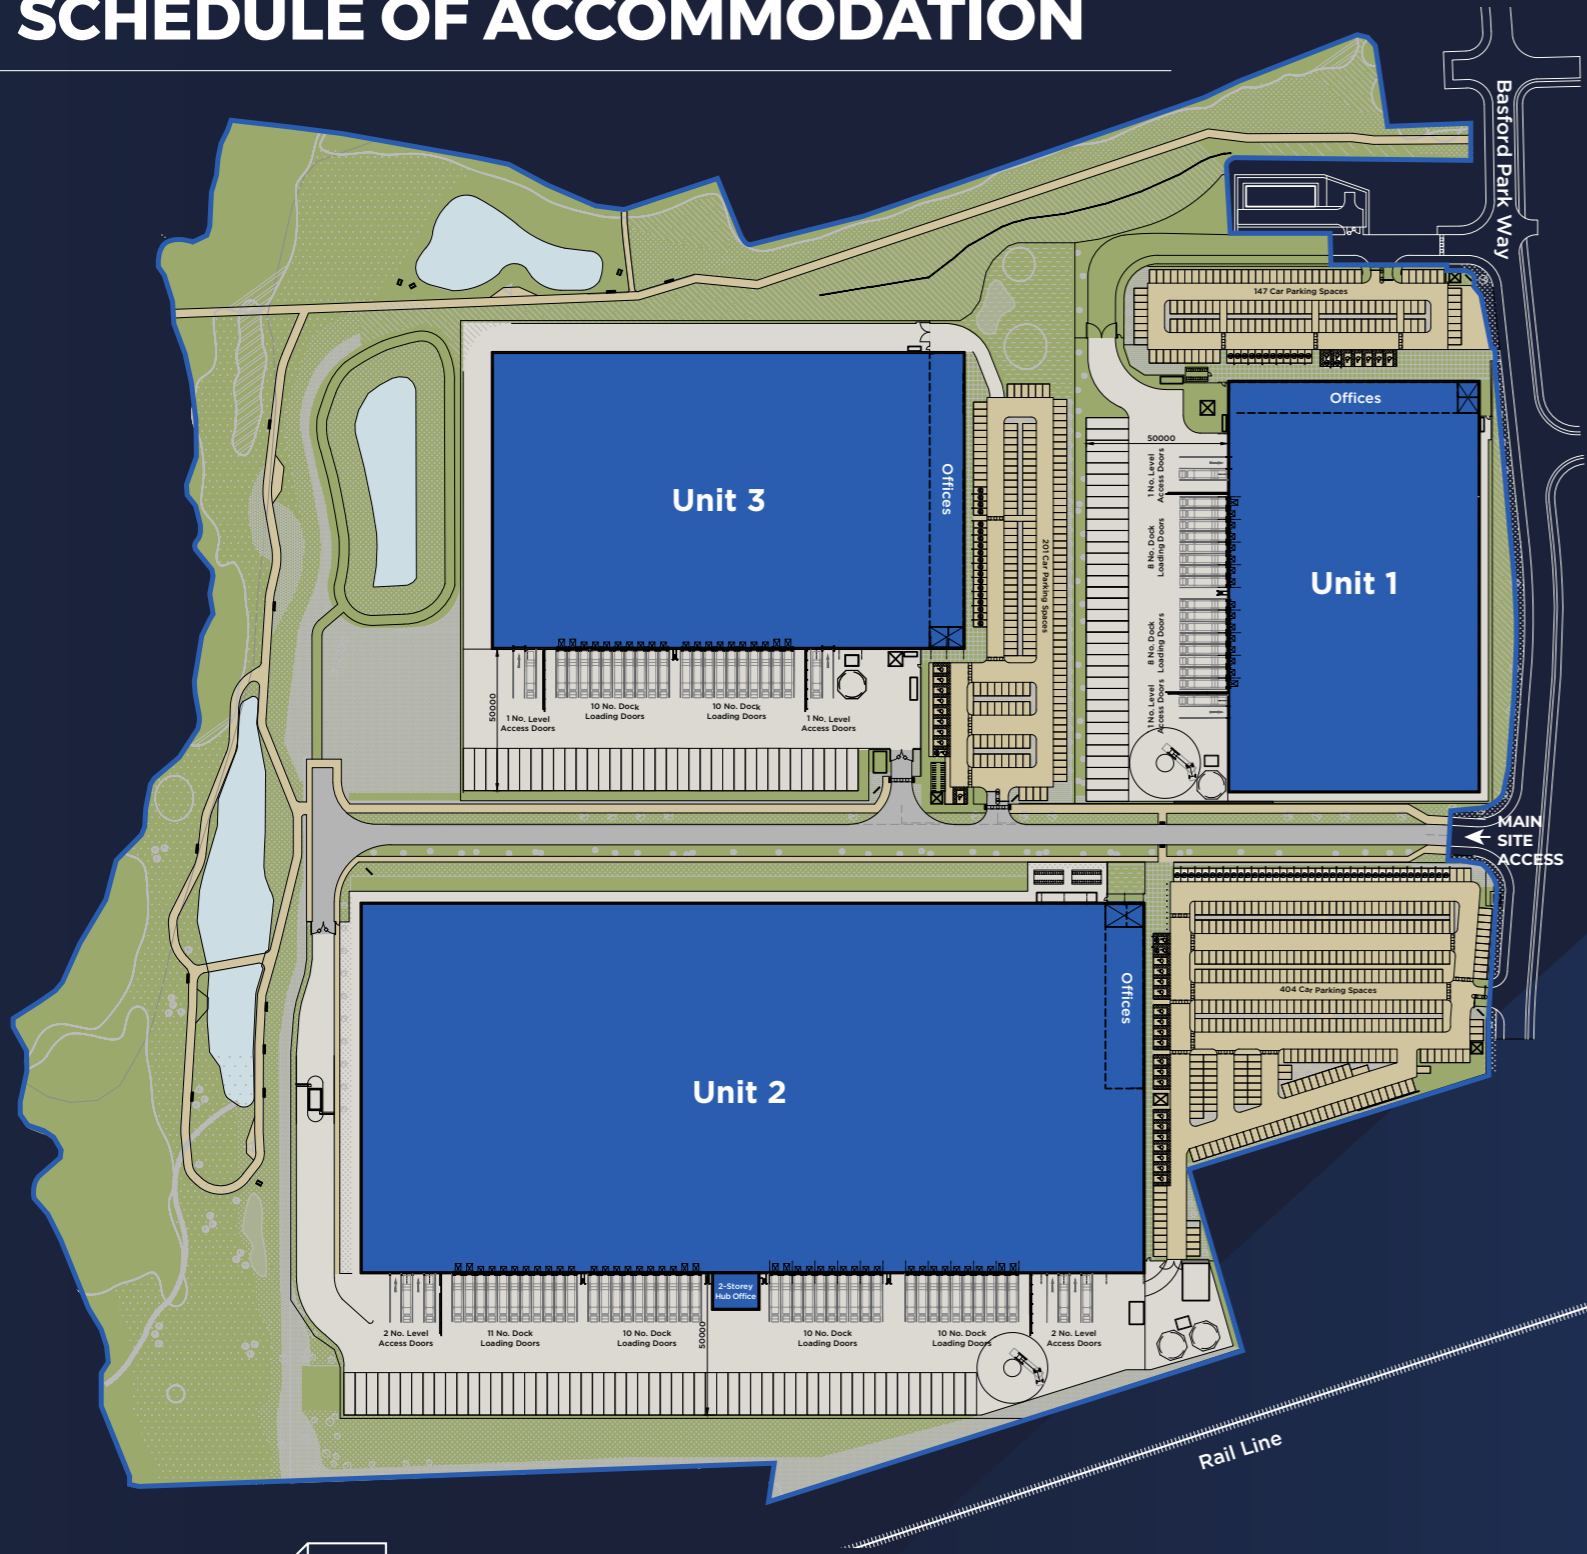 SCHEDULE OF ACCOMMODATION
Basford Park Way
147 Car Parking Spaces
Offices
Unit 1
50000
1 No. Level
Access Doors
8 No. Dock
Loading Doors
8 No. Dock
Loading Doors
1 No. Level
Access Doors
Unit 3
Offices
201 Car Parking Spaces
50000
1 No. Level
Access Doors
10 No. Dock
Loading Doors
10 No. Dock
Loading Doors
1 No. Level
Access Doors
MAIN
SITE
ACCESS
Unit 2
Offices
404 Car Parking Spaces
2-Storey
Hub Office
50000
2 No. Level
Access Doors
11 No. Dock
Loading Doors
10 No. Dock
Loading Doors
10 No. Dock
Loading Doors
10 No. Dock
Loading Doors
2 No. Level
Access Doors
Rail Line